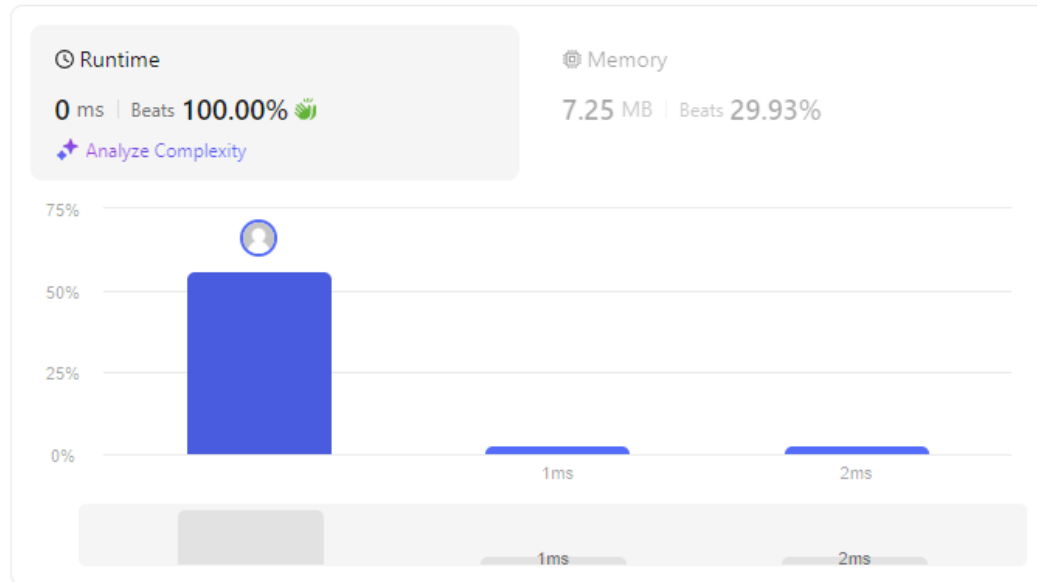 Runtime
0 ms | Beats 100.00%
Analyze Complexity
Memory
7.25 MB | Beats 29.93%
75%
50%
25%
0%
1ms
2ms
1ms
2ms